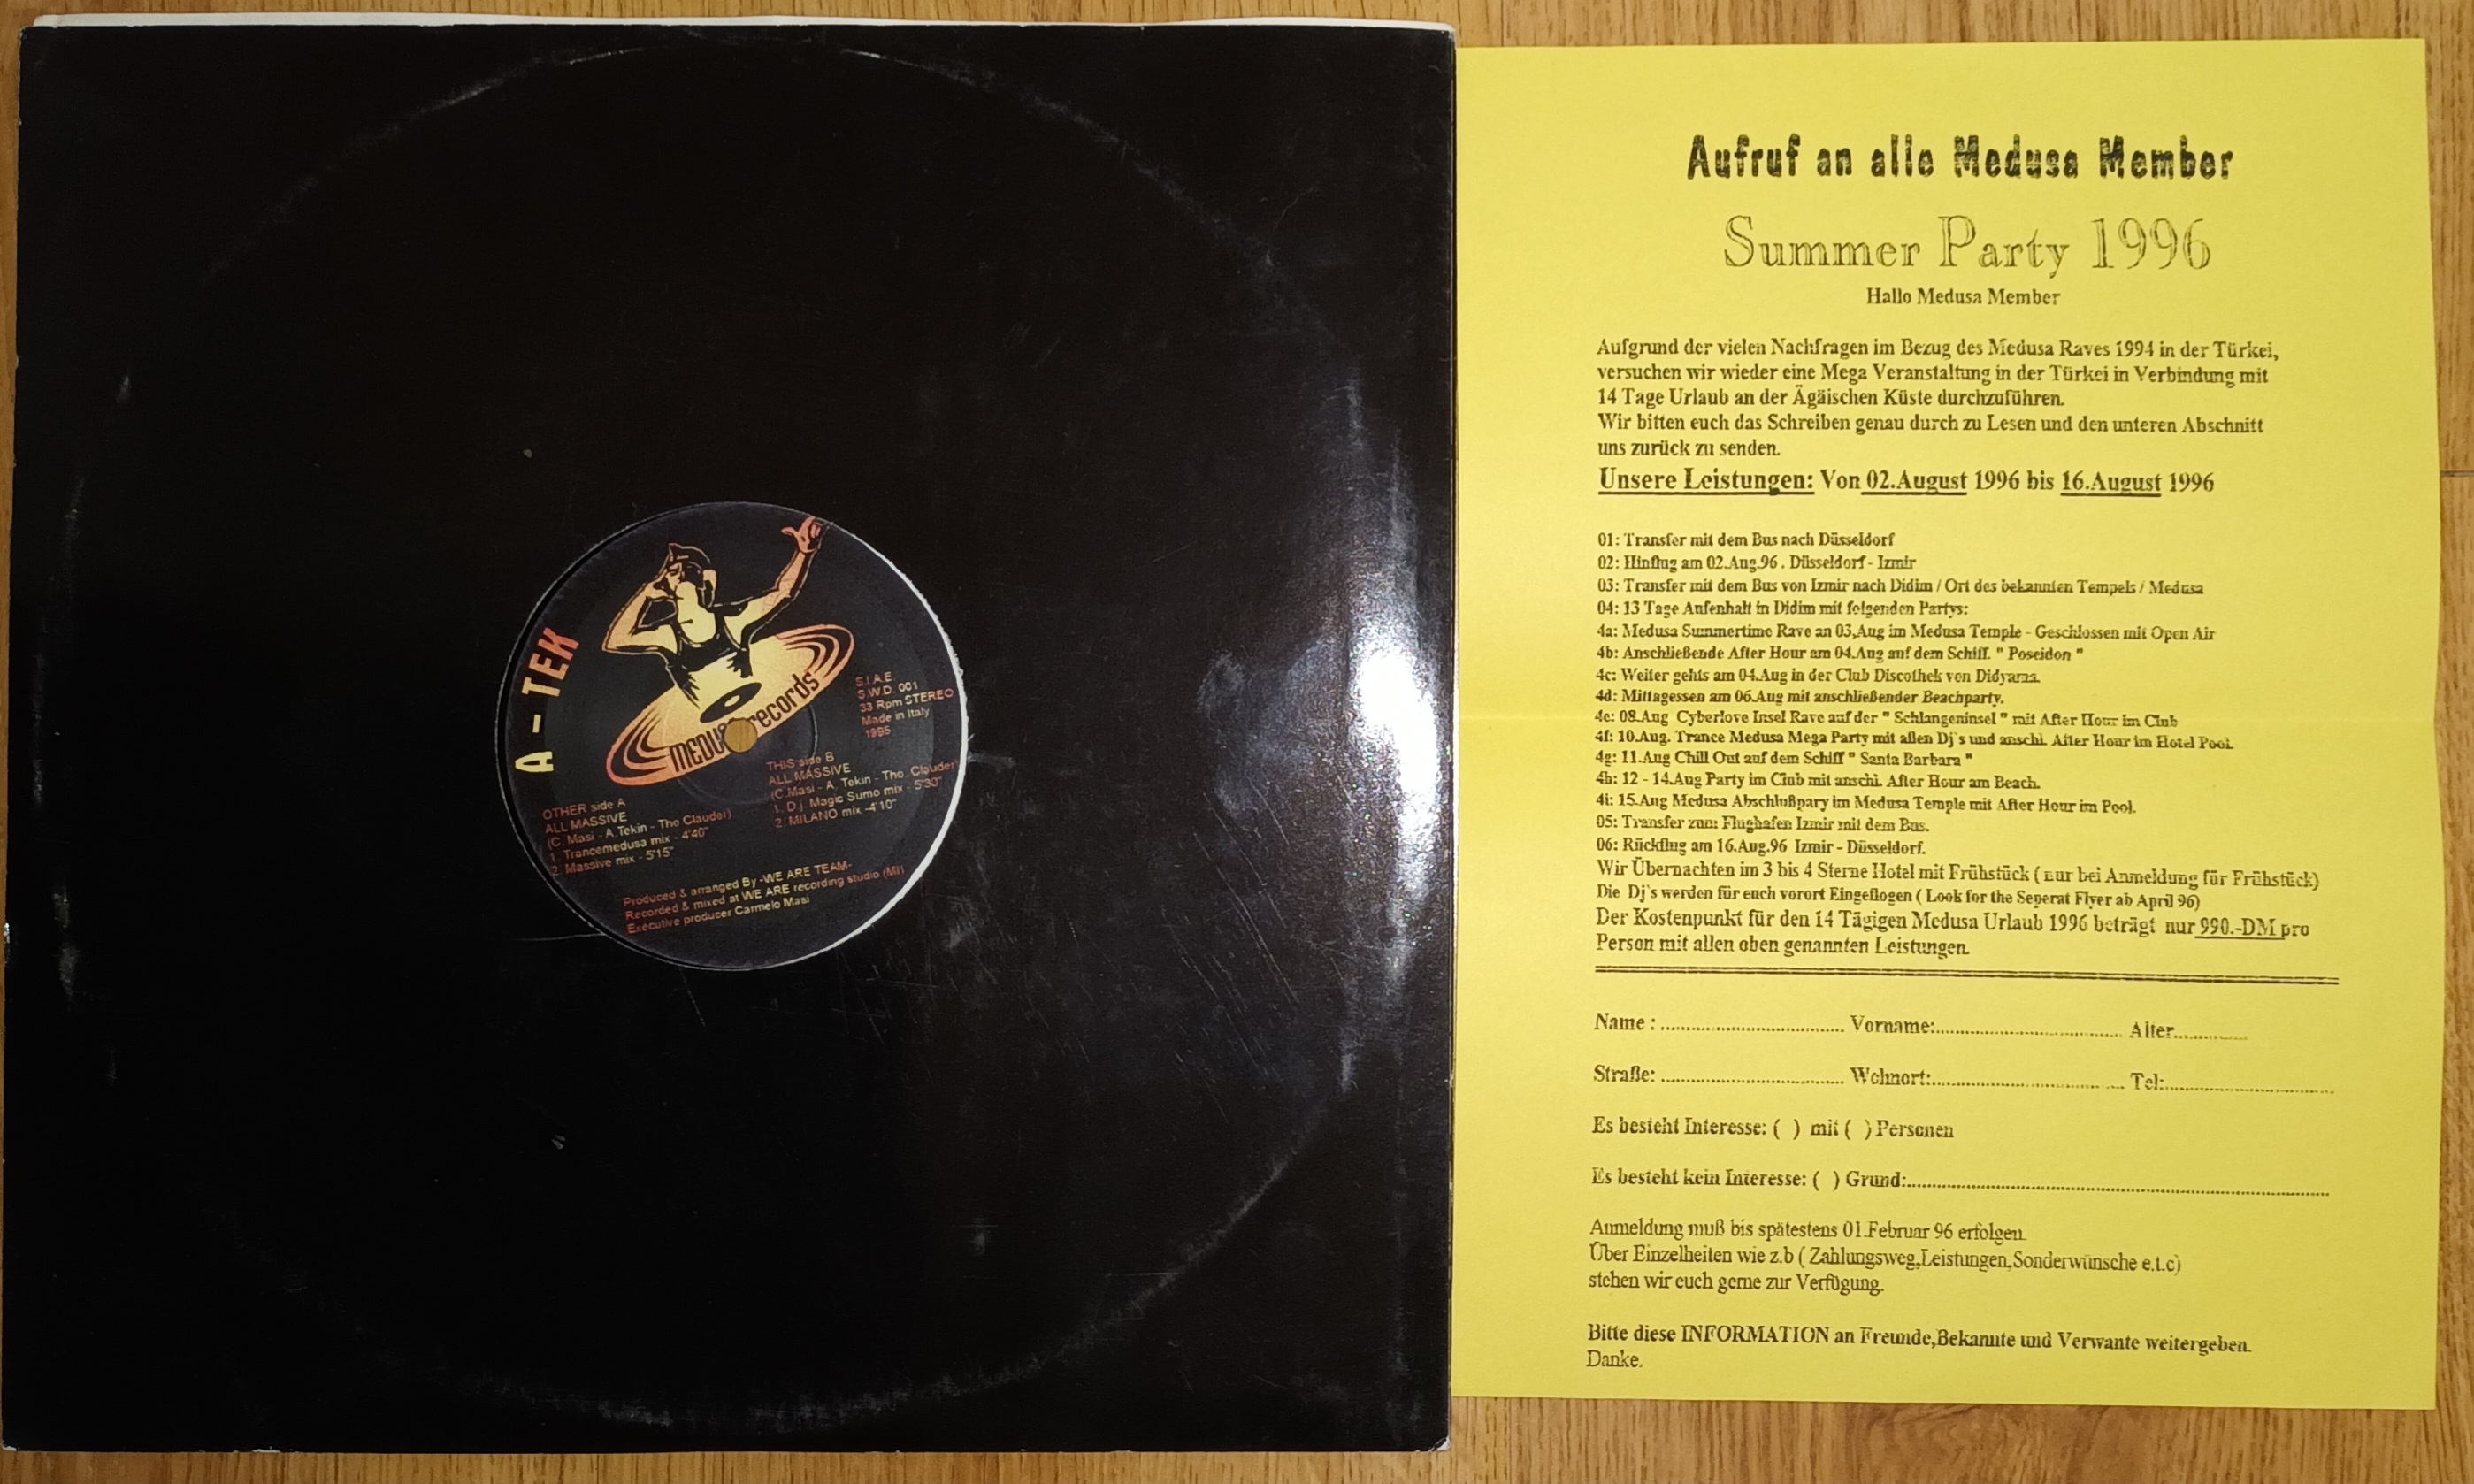 A - TEK
MEDU records
S.I.A.E.
S.W.D. 001
33 Rpm STEREO
Made in Italy
1995
OTHER side A
ALL MASSIVE
(C. Masi - A.Tekin - Tho Clauder)
1. Trancemedusa mix - 4'40"
2. Massive mix - 5'15"
THIS side B
ALL MASSIVE
(C.Masi - A. Tekin - Tho. Clauder
1. D.j. Magic Sumo mix - 5'30"
2. MILANO mix -4'10"
Produced & arranged By -WE ARE TEAM-
Recorded & mixed at WE ARE recording studio (MI)
Executive producer Carmelo Masi
Aufruf an alle Medusa Member
Summer Party 1996
Hallo Medusa Member
Aufgrund der vielen Nachfragen im Bezug des Medusa Raves 1994 in der Türkei,
versuchen wir wieder eine Mega Veranstaltung in der Türkei in Verbindung mit
14 Tage Urlaub an der Ägäischen Küste durchzuführen.
Wir bitten euch das Schreiben genau durch zu Lesen und den unteren Abschnitt
uns zurück zu senden.
Unsere Leistungen: Von 02.August 1996 bis 16.August 1996
01: Transfer mit dem Bus nach Düsseldorf
02: Hinflug am 02.Aug.96 . Düsseldorf - Izmir
03: Transfer mit dem Bus von Izmir nach Didim / Ort des bekannten Tempels / Medusa
04: 13 Tage Aufenhalt in Didim mit folgenden Partys:
4a: Medusa Summertime Rave an 03,Aug im Medusa Temple - Geschlossen mit Open Air
4b: Anschließende After Hour am 04.Aug auf dem Schiff. " Poseidon "
4c: Weiter gehts am 04.Aug in der Club Discothek von Didyama.
4d: Mittagessen am 06.Aug mit anschließender Beachparty.
4e: 08.Aug Cyberlove Insel Rave auf der " Schlangeninsel " mit After Hour im Club
4f: 10.Aug. Trance Medusa Mega Party mit allen Dj`s und anschl. After Hour im Hotel Pool.
4g: 11.Aug Chill Out auf dem Schiff " Santa Barbara "
4h: 12 - 14.Aug Party im Club mit anschl. After Hour am Beach.
4i: 15.Aug Medusa Abschlußpary im Medusa Temple mit After Hour im Pool.
05: Transfer zum Flughafen Izmir mit dem Bus.
06: Rückflug am 16.Aug.96 Izmir - Düsseldorf.
Wir Übernachten im 3 bis 4 Sterne Hotel mit Frühstück ( nur bei Anmeldung für Frühstück)
Die Dj`s werden für euch vorort Eingeflogen ( Look for the Seperat Flyer ab April 96)
Der Kostenpunkt für den 14 Tägigen Medusa Urlaub 1996 beträgt nur 990.-DM pro
Person mit allen oben genannten Leistungen.
Name : .................................... Vorname:.................................... Alter..............
Straße: .................................... Wohnort:.................................... Tel:.................................
Es besteht Interesse: ( ) mit ( ) Personen
Es besteht kein Interesse: ( ) Grund:....................................................................................
Anmeldung muß bis spätestens 01.Februar 96 erfolgen.
Über Einzelheiten wie z.b ( Zahlungsweg,Leistungen,Sonderwünsche e.t.c)
stehen wir euch gerne zur Verfügung.
Bitte diese INFORMATION an Freunde,Bekannte und Verwante weitergeben.
Danke.